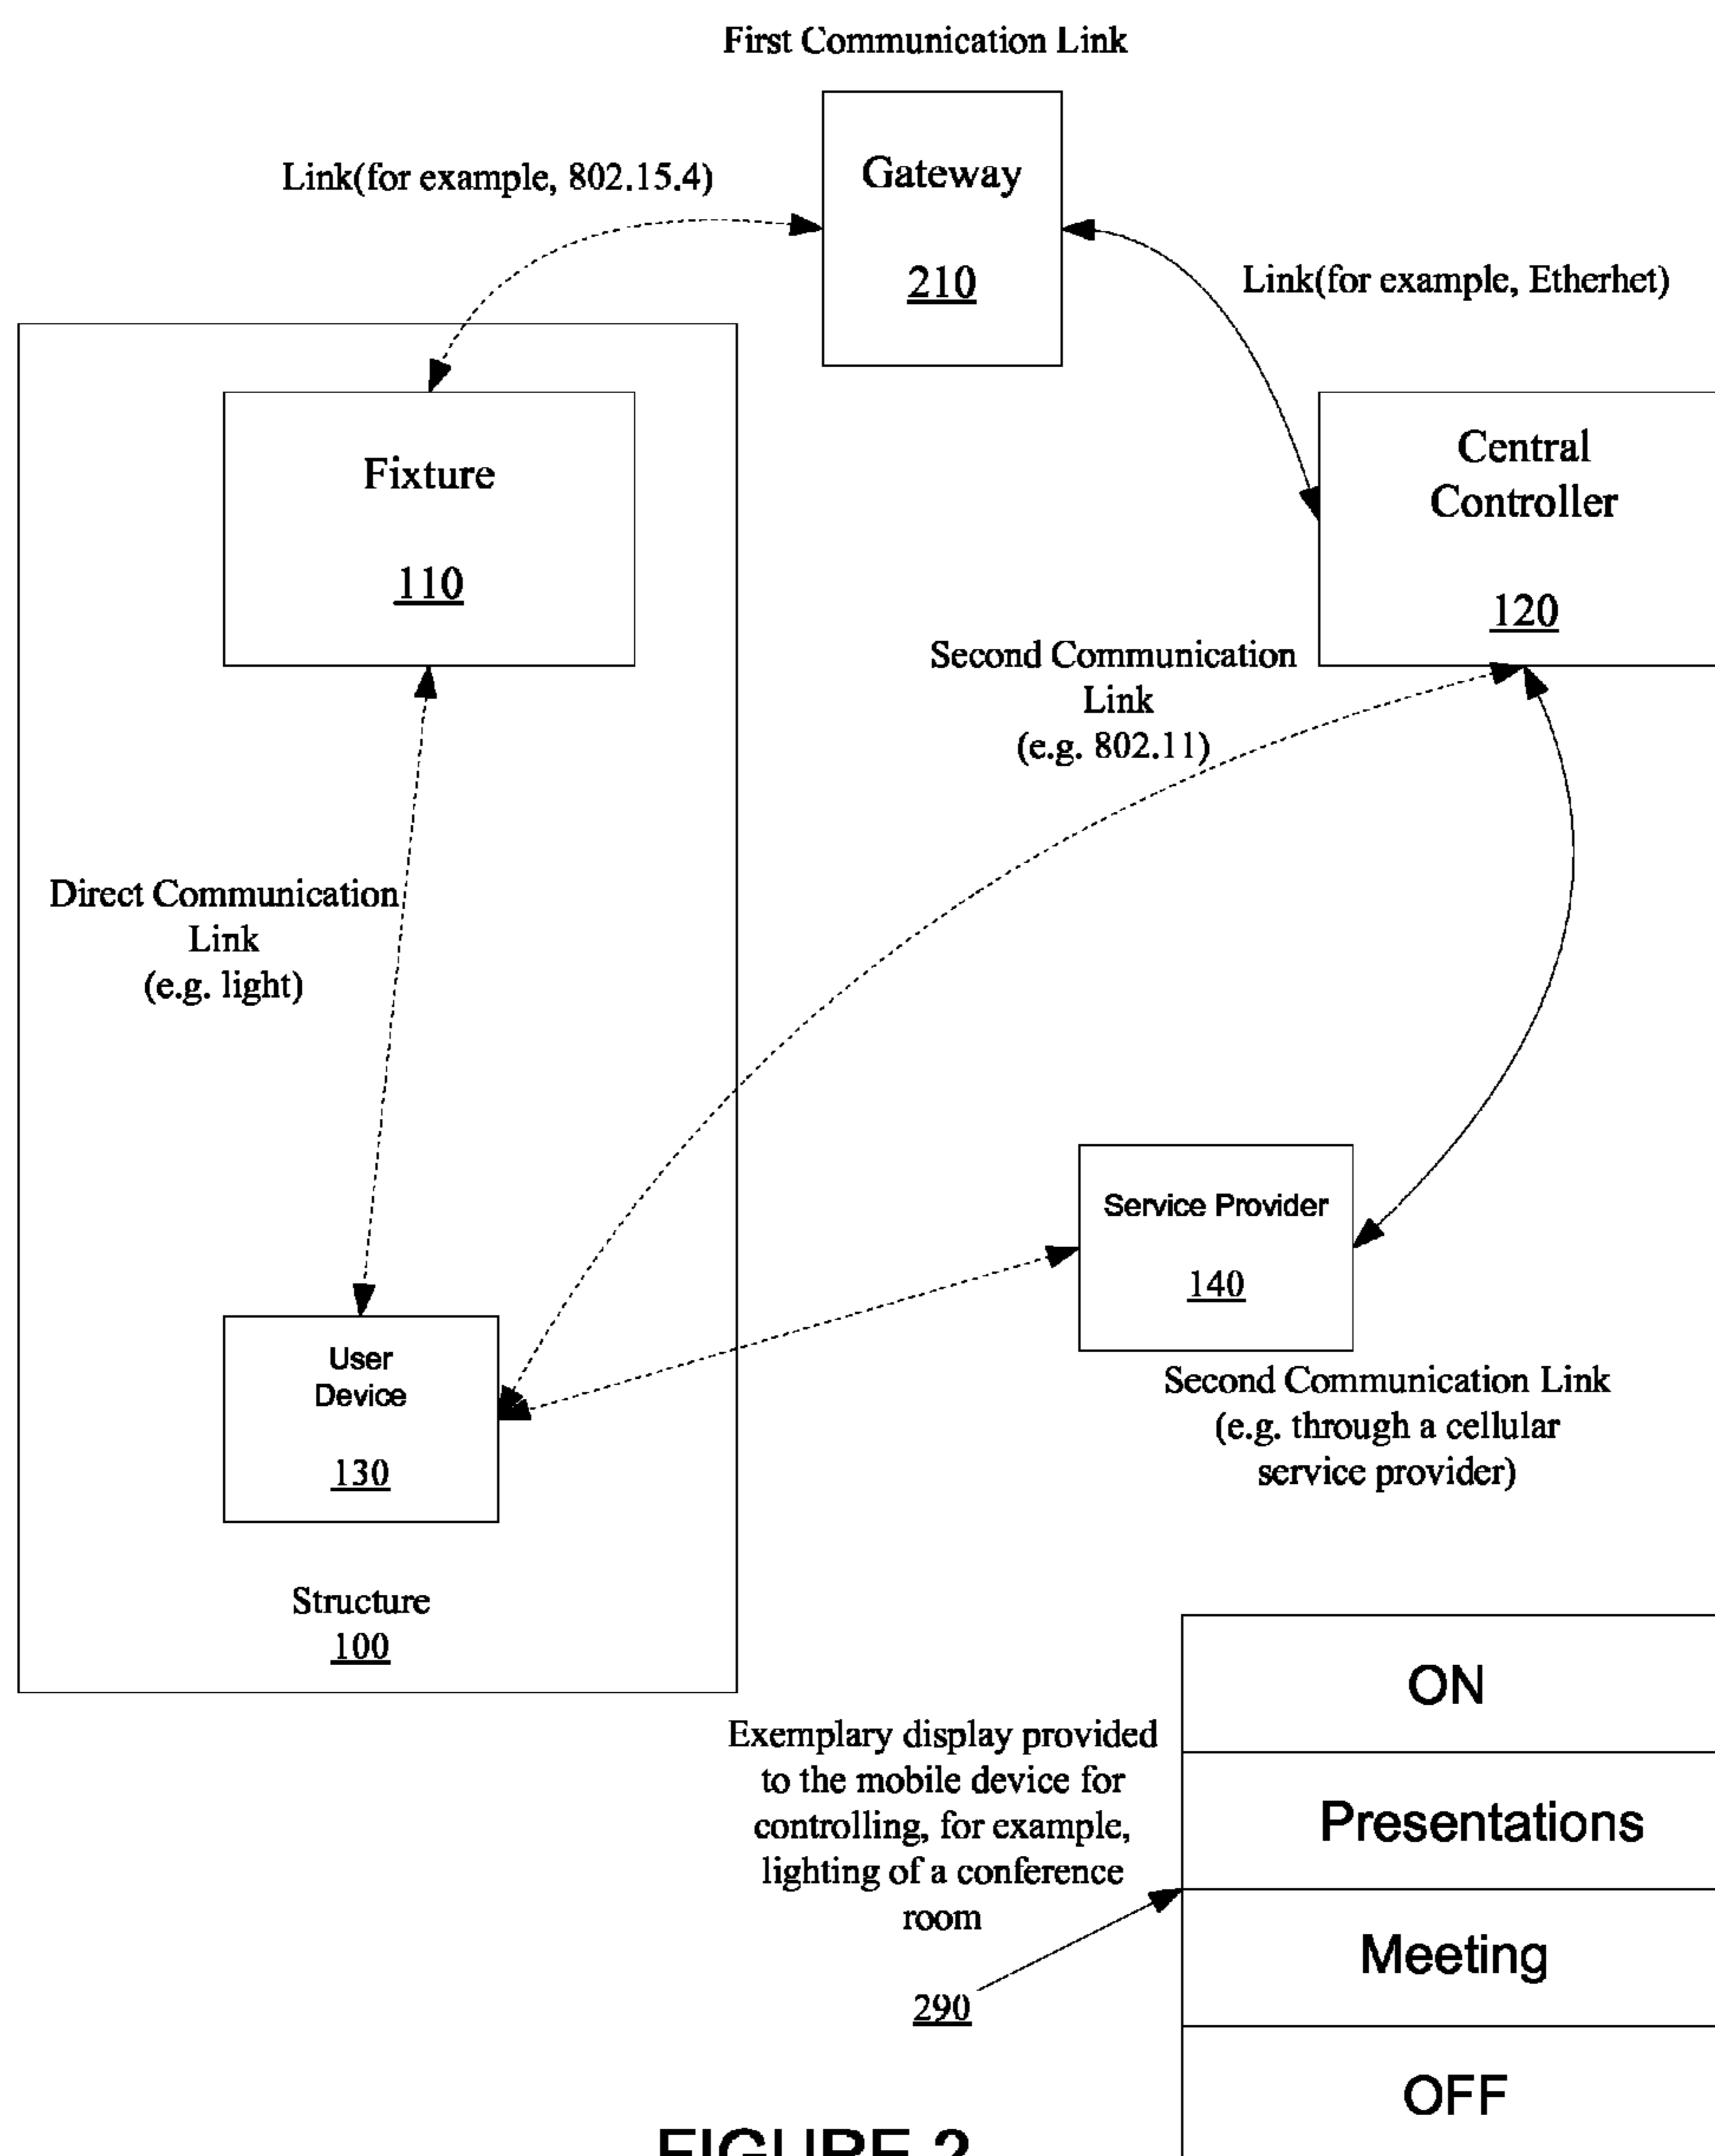 First Communication Link
Gateway
210
Link(for example, 802.15.4)
Link(for example, Etherhet)
Fixture
110
Central
Controller
120
Second Communication
Link
(e.g. 802.11)
Direct Communication
Link
(e.g. light)
Service Provider
140
User
Device
130
Second Communication Link
(e.g. through a cellular
service provider)
Structure
100
Exemplary display provided
to the mobile device for
controlling, for example,
lighting of a conference
room
290
ON
Presentations
Meeting
OFF
FIGURE 2